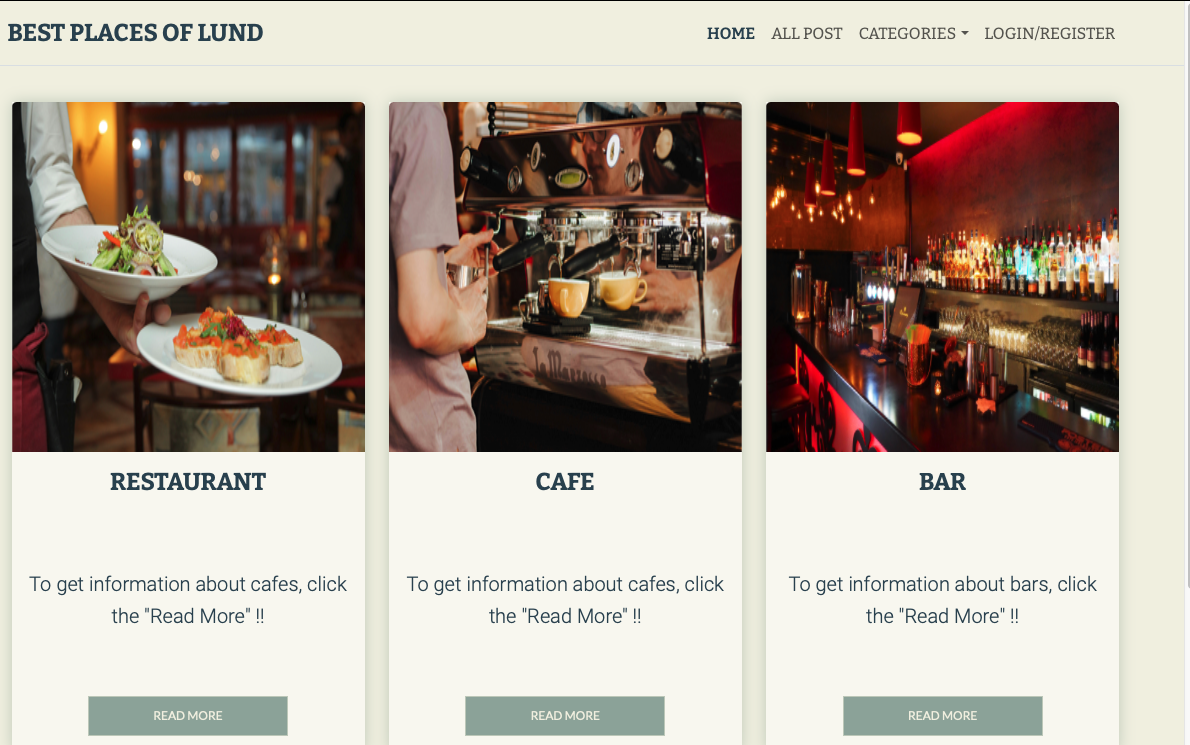 BEST PLACES OF LUND
HOME ALL POST CATEGORIES LOGIN/REGISTER
RESTAURANT
CAFE
BAR
To get information about cafes, click
the "Read More" !!
To get information about cafes, click
the "Read More" !!
To get information about bars, click
the "Read More" !!
READ MORE
READ MORE
READ MORE